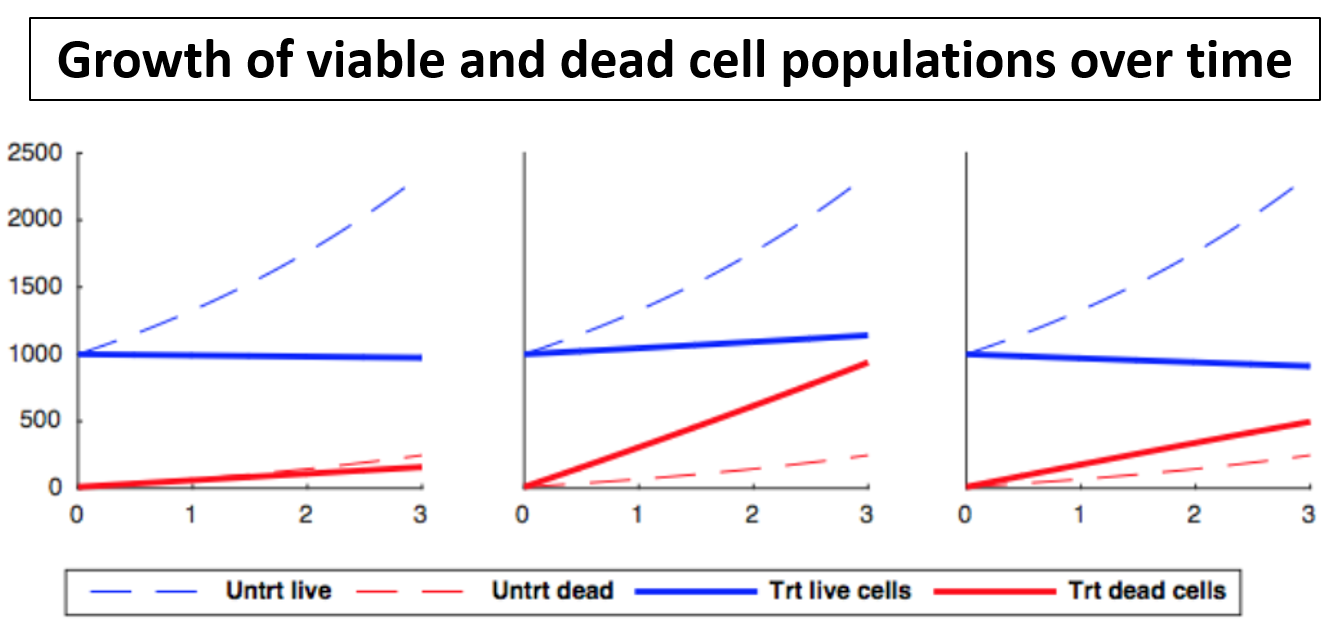 Growth of viable and dead cell populations over time
2500
2000
1500
1000
500
0
0 1 2 3 0 1 2 3 0 1 2 3
Untrt live Untrt dead Trt live cells Trt dead cells